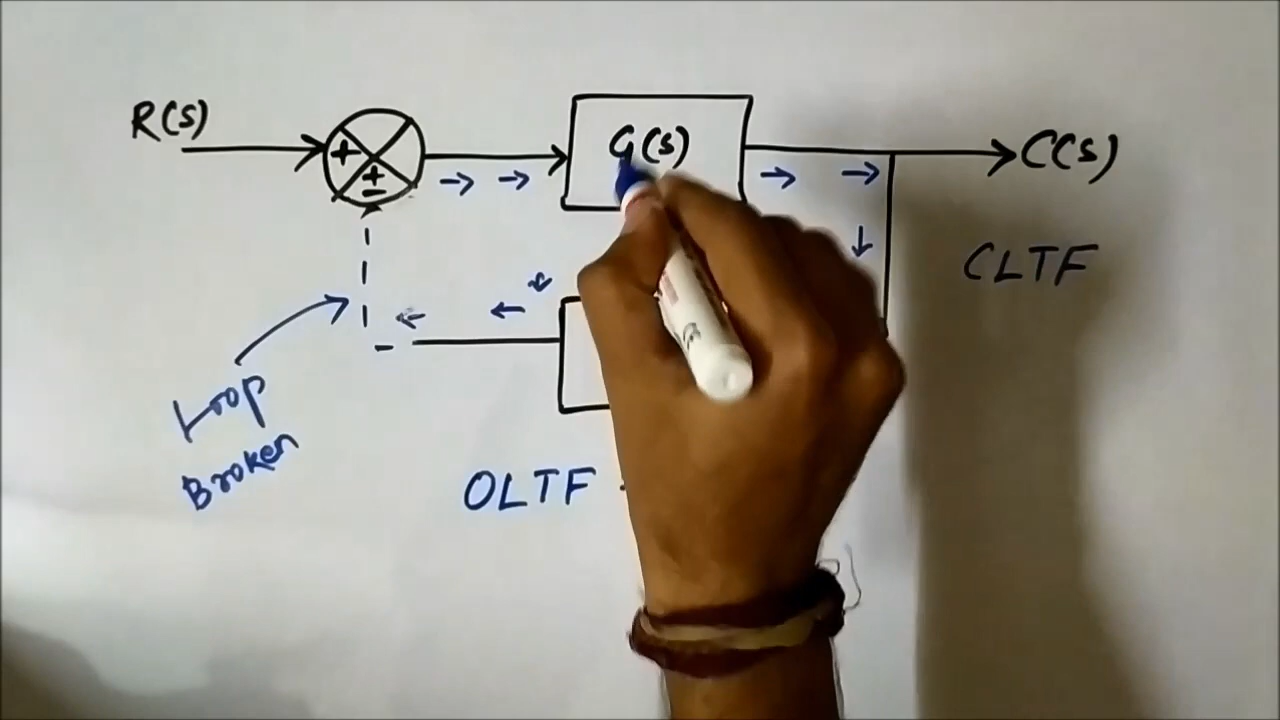 R(s)
+
±
G(s)
C(s)
CLTF
-
Loop
Broken
OLTF